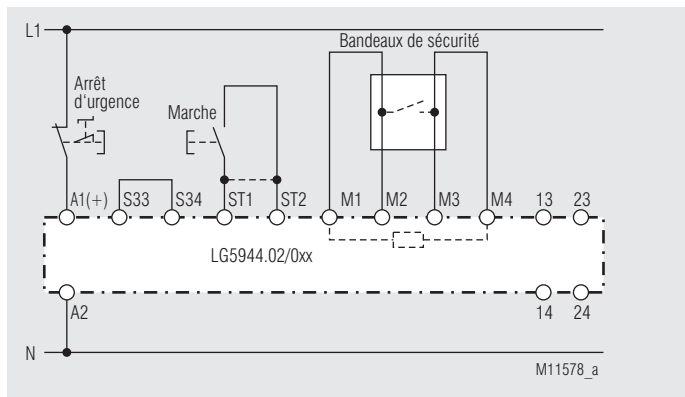 L1
Bandeaux de sécurité
Arrêt
d'urgence
Marche
A1(+) S33 S34 ST1 ST2 M1 M2 M3 M4 13 23
LG5944.02/0xx
A2 14 24
N
M11578_a